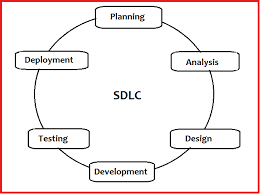 Planning
Deployment
Analysis
SDLC
Testing
Design
Development